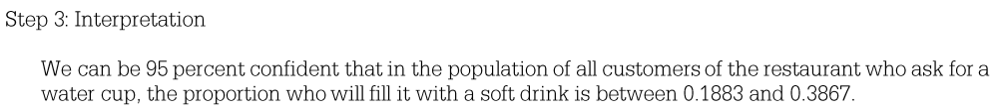 Step 3: Interpretation
We can be 95 percent confident that in the population of all customers of the restaurant who ask for a
water cup, the proportion who will fill it with a soft drink is between 0.1883 and 0.3867.